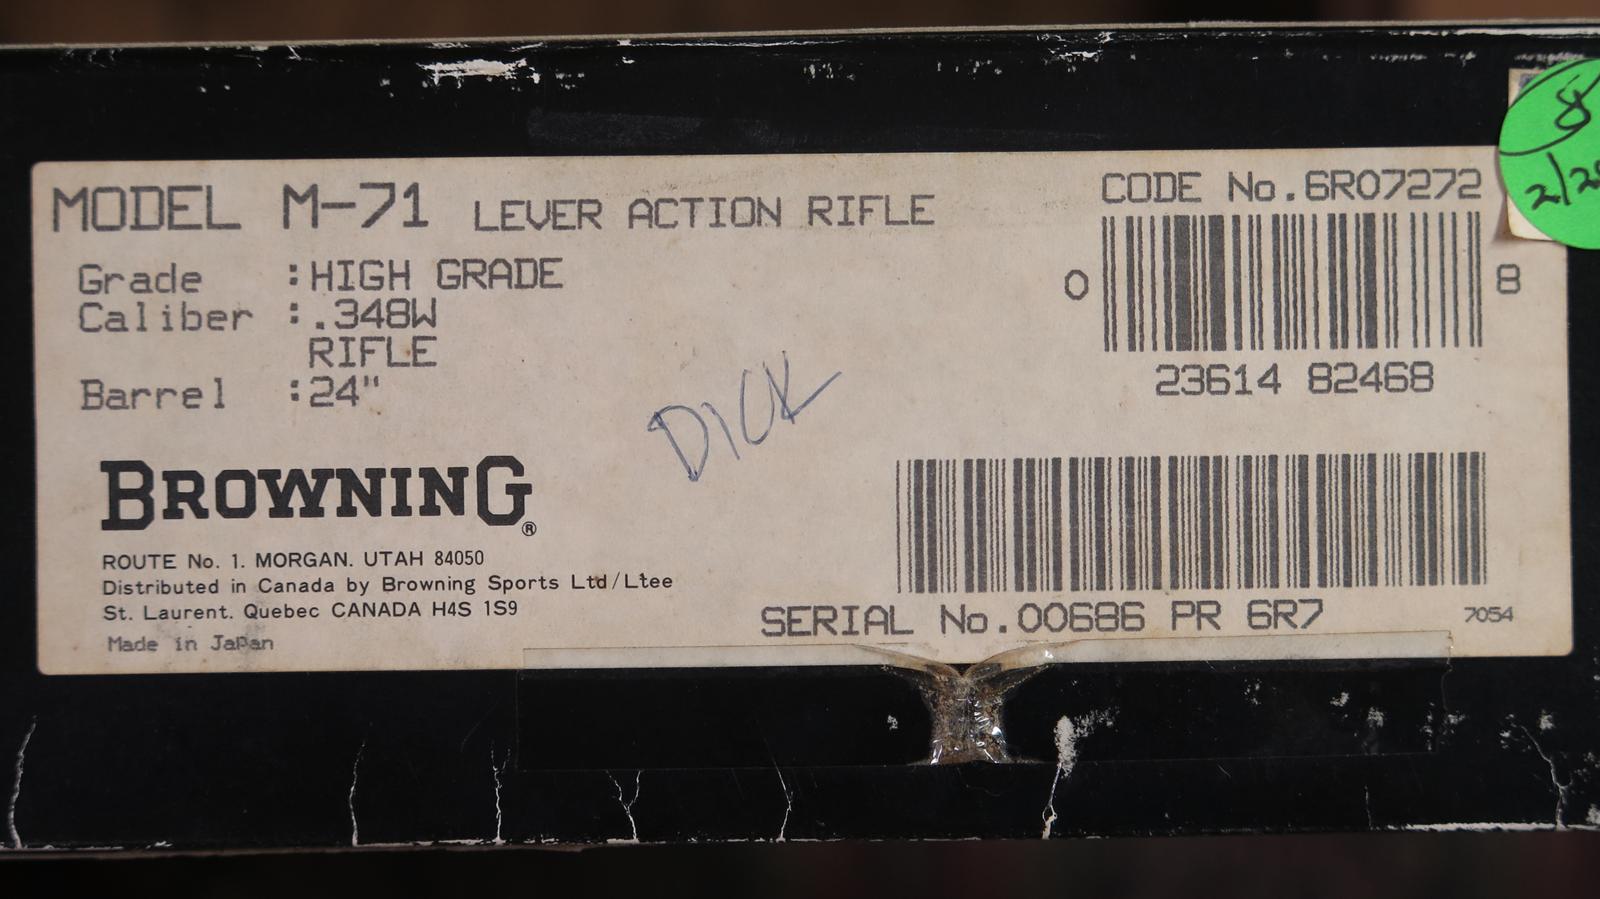 MODEL M-71 LEVER ACTION RIFLE
Grade :HIGH GRADE
Caliber :.348W
RIFLE
Barrel :24"
CODE No.6R07272
0 8
23614 82468
DICK
BROWNING®
ROUTE No. 1. MORGAN. UTAH 84050
Distributed in Canada by Browning Sports Ltd/Ltee
St. Laurent. Quebec CANADA H4S 1S9
Made in Japan
SERIAL No.00686 PR 6R7
7054
8